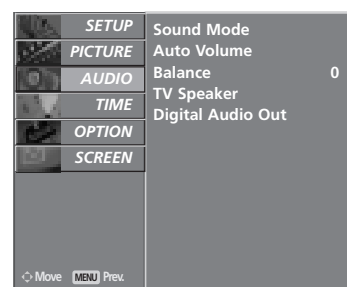 SETUP
PICTURE
AUDIO
TIME
OPTION
SCREEN
Move MENU Prev.
Sound Mode
Auto Volume
Balance 0
TV Speaker
Digital Audio Out